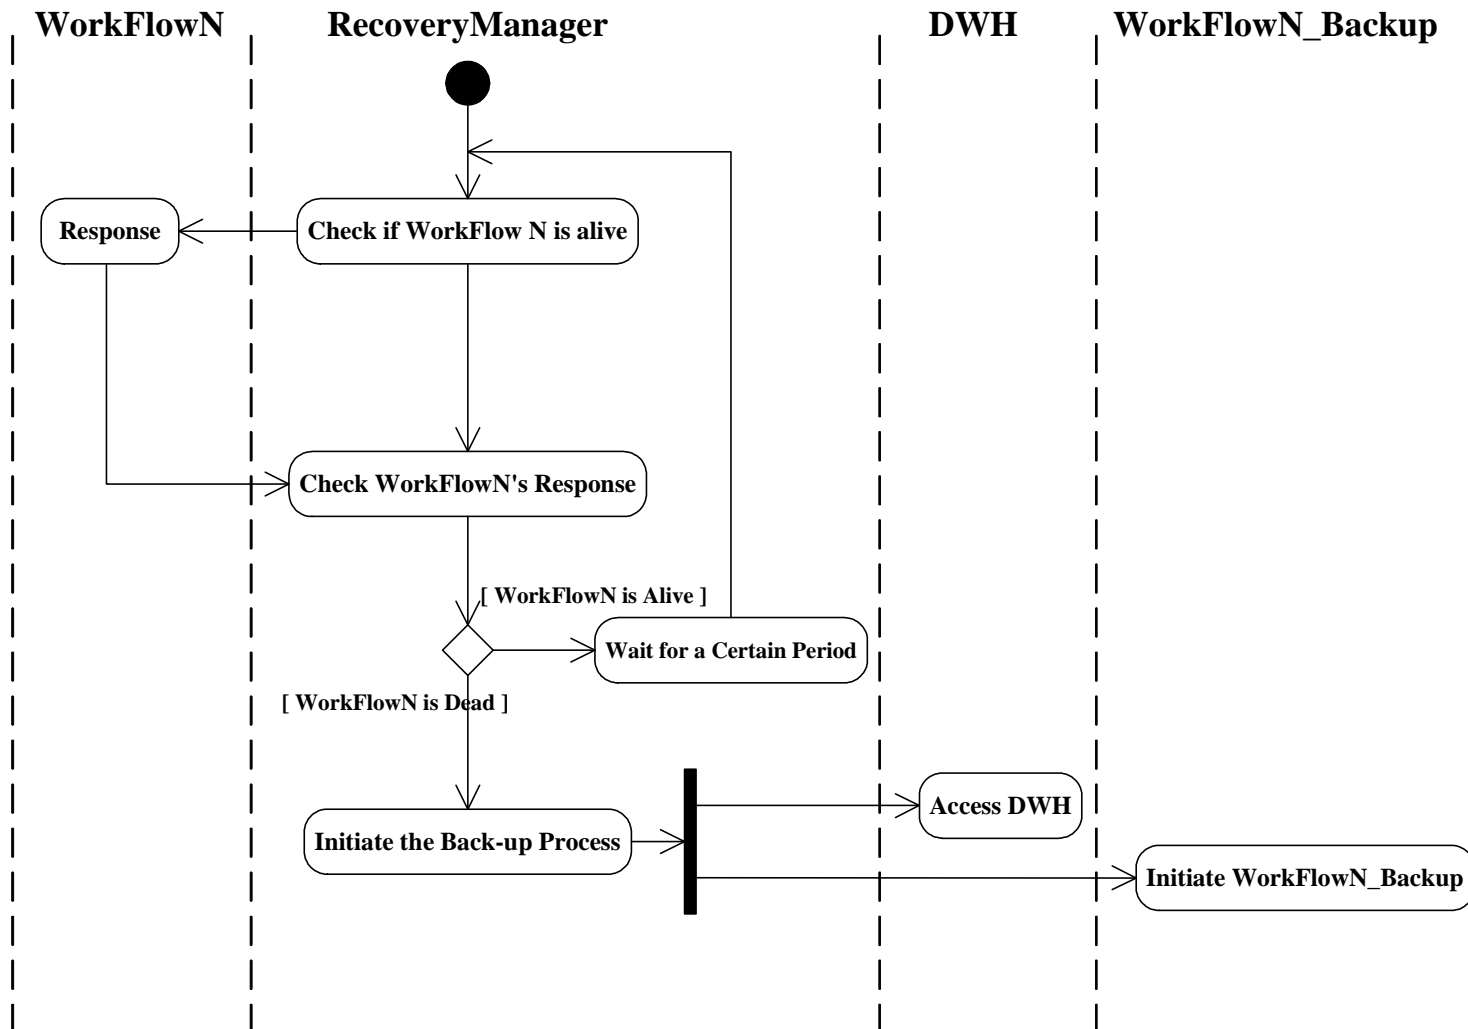 WorkFlowN
RecoveryManager
DWH
WorkFlowN_Backup
Response
Check if WorkFlow N is alive
Check WorkFlowN's Response
[ WorkFlowN is Alive ]
Wait for a Certain Period
[ WorkFlowN is Dead ]
Access DWH
Initiate the Back-up Process
Initiate WorkFlowN_Backup